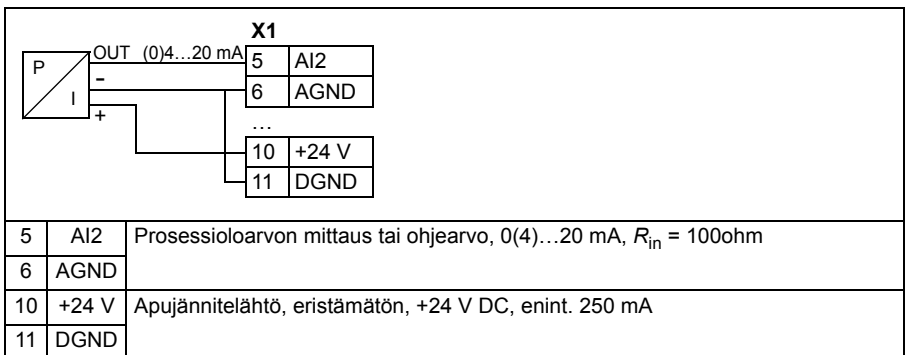 X1
OUT (0)4…20 mA 5 AI2
P
- 6 AGND
I
+
…
10 +24 V
11 DGND
5 AI2 Prosessioloarvon mittaus tai ohjearvo, 0(4)…20 mA, Rin = 100ohm
6 AGND
10 +24 V Apujännitelähtö, eristämätön, +24 V DC, enint. 250 mA
11 DGND